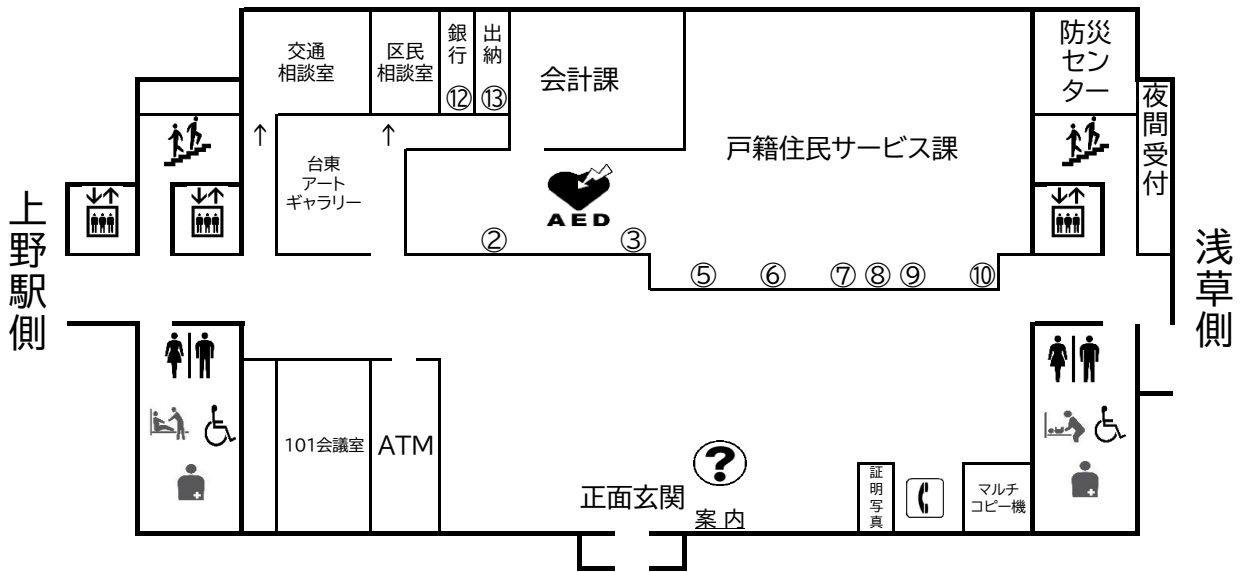 交通
相談室
区民
相談室
銀行
⑫
出納
⑬
会計課
戸籍住民サービス課
防災
セン
ター
夜間受付
↑
↑
台東
アート
ギャラリー
AED
②
③
⑤
⑥
⑦
⑧
⑨
⑩
上野駅側
浅草側
101会議室
ATM
正面玄関
?
案内
証明写真
マルチ
コピー機